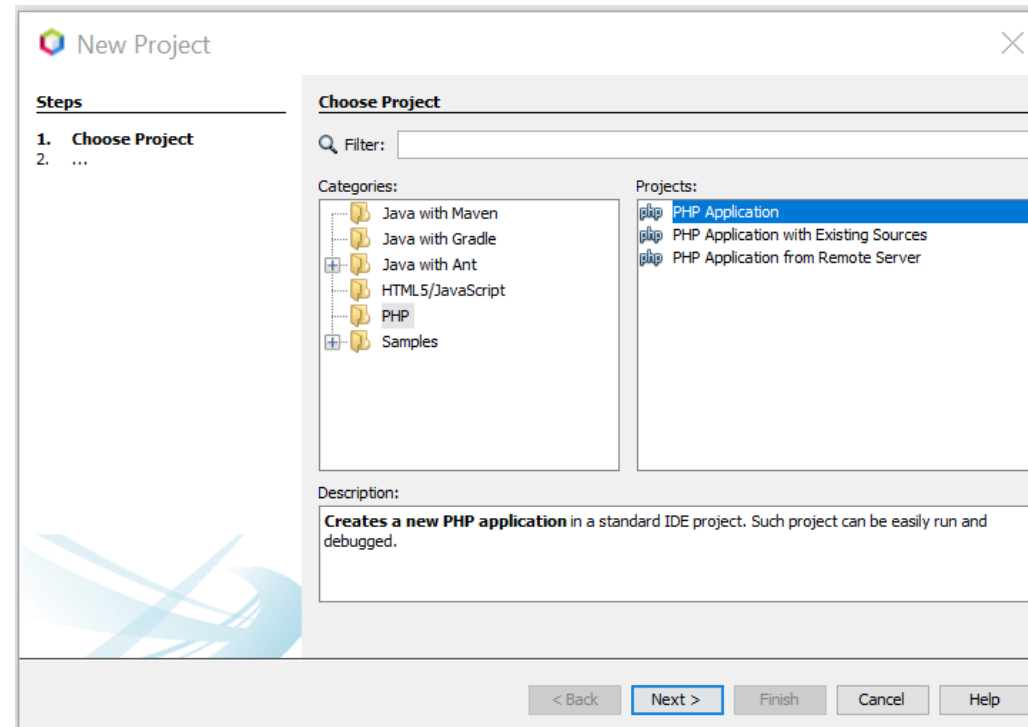 New Project
Steps
1. Choose Project
2. ...
Choose Project
Filter:
Categories:
Java with Maven
Java with Gradle
Java with Ant
HTML5/JavaScript
PHP
Samples
Projects:
php PHP Application
php PHP Application with Existing Sources
php PHP Application from Remote Server
Description:
Creates a new PHP application in a standard IDE project. Such project can be easily run and
debugged.
< Back Next > Finish Cancel Help